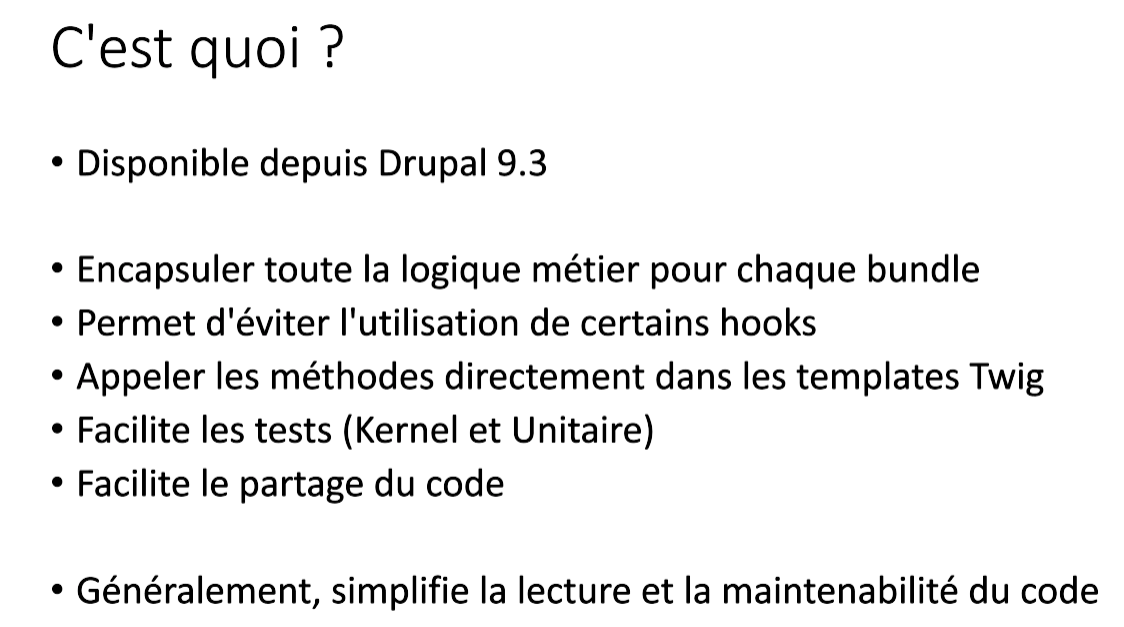 C'est quoi ?
• Disponible depuis Drupal 9.3
• Encapsuler toute la logique métier pour chaque bundle
• Permet d'éviter l'utilisation de certains hooks
• Appeler les méthodes directement dans les templates Twig
• Facilite les tests (Kernel et Unitaire)
• Facilite le partage du code
• Généralement, simplifie la lecture et la maintenabilité du code